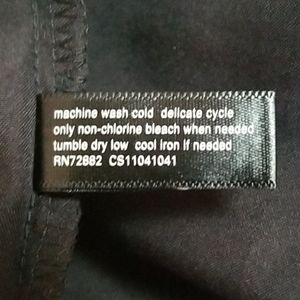 machine wash cold delicate cycle
only non-chlorine bleach when needed
tumble dry low cool iron if needed
RN72882 CS11041041